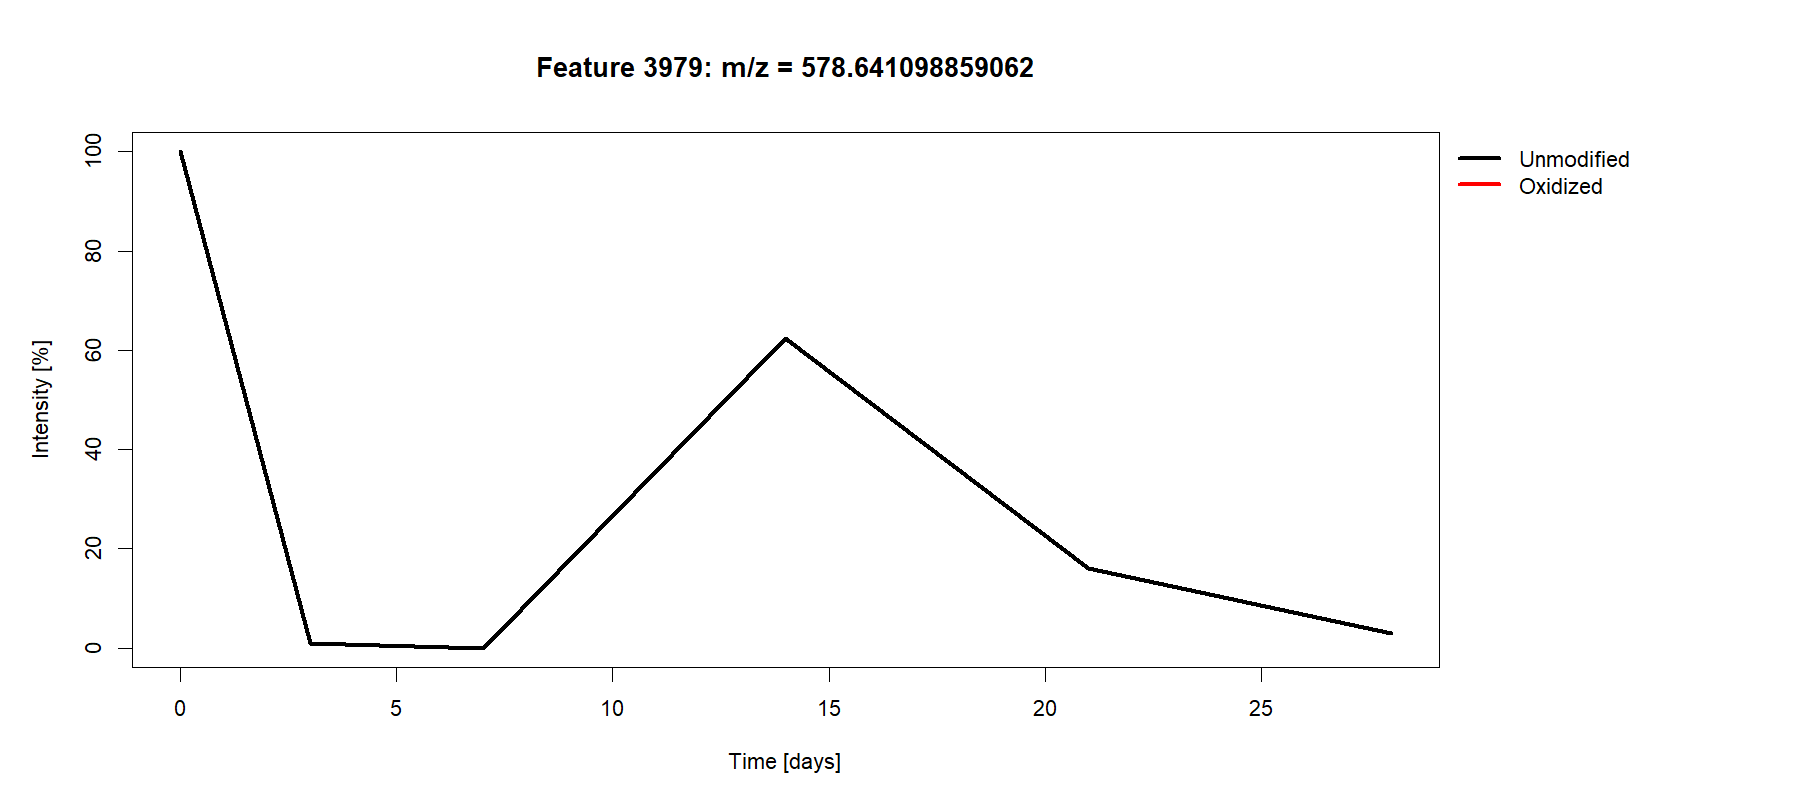 Feature 3979: m/z = 578.641098859062
Unmodified
Oxidized
Intensity [%]
100
80
60
40
20
0
0 5 10 15 20 25
Time [days]